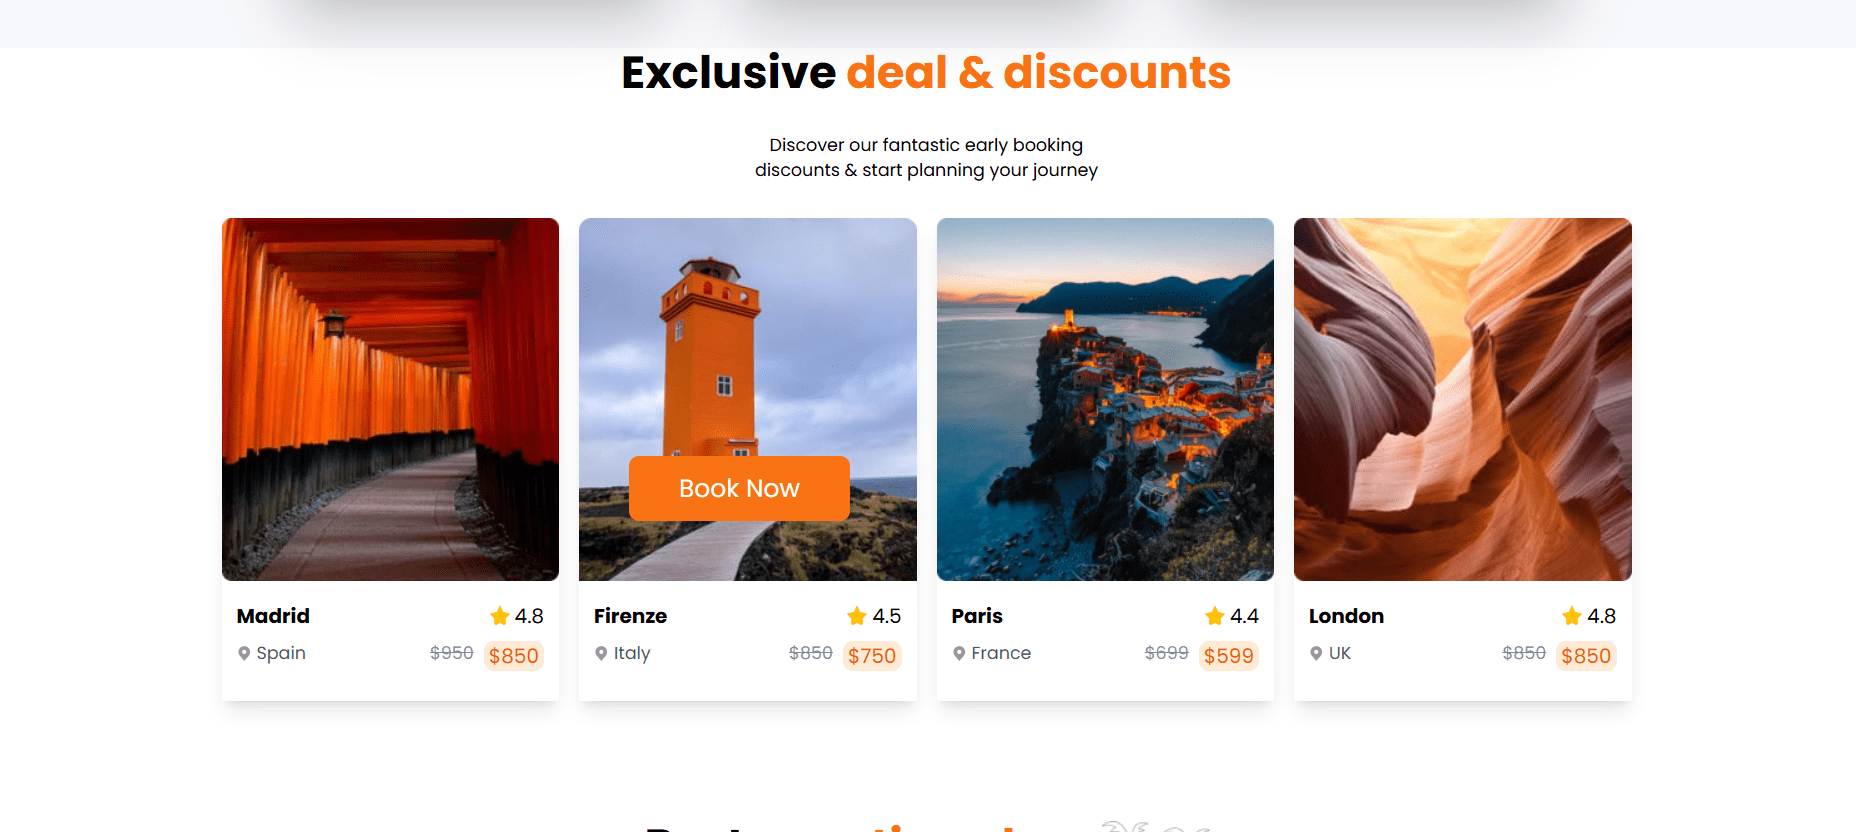 Exclusive deal & discounts
Discover our fantastic early booking
discounts & start planning your journey
Book Now
Madrid 4.8
Spain $950 $850
Firenze 4.5
Italy $850 $750
Paris 4.4
France $699 $599
London 4.8
UK $850 $850